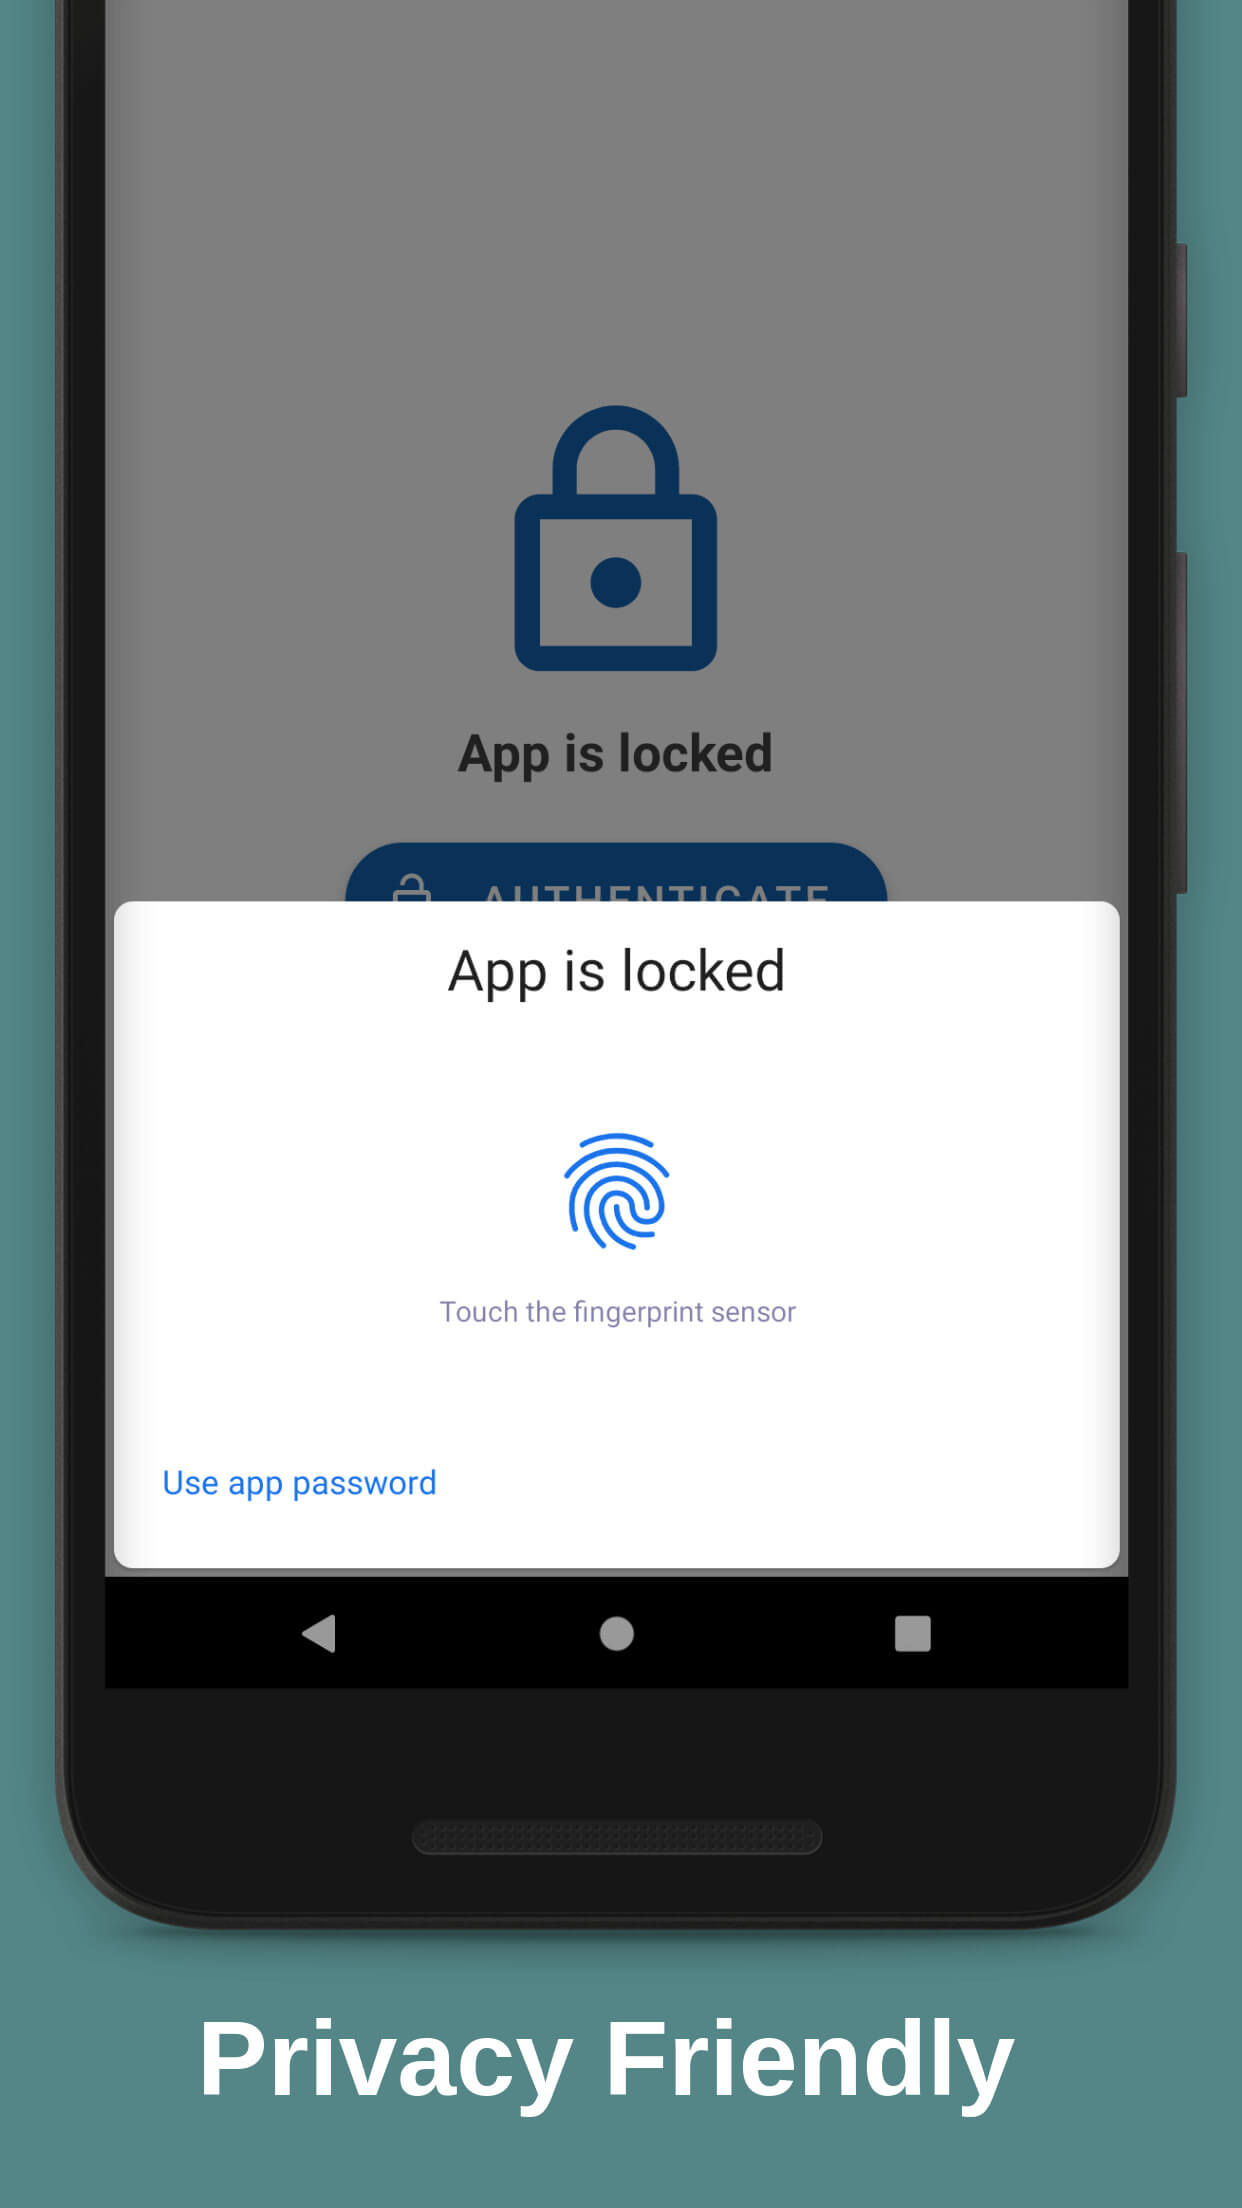 App is locked
AUTHENTICATE
App is locked
Touch the fingerprint sensor
Use app password
Privacy Friendly